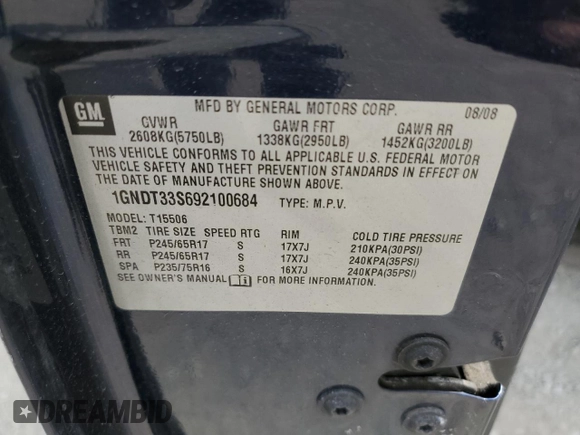 GM
MFD BY GENERAL MOTORS CORP. 08/08
GVWR GAWR FRT GAWR RR
2608KG(5750LB) 1338KG(2950LB) 1452KG(3200LB)
THIS VEHICLE CONFORMS TO ALL APPLICABLE U.S. FEDERAL MOTOR
VEHICLE SAFETY AND THEFT PREVENTION STANDARDS IN EFFECT ON
THE DATE OF MANUFACTURE SHOWN ABOVE.
1GNDT33S692100684 TYPE: M.P.V.
MODEL: T15506
TBM2 TIRE SIZE SPEED RTG RIM COLD TIRE PRESSURE
FRT P245/65R17 S 17X7J 210KPA(30PSI)
RR P245/65R17 S 17X7J 240KPA(35PSI)
SPA P235/75R16 S 16X7J 240KPA(35PSI)
SEE OWNER'S MANUAL FOR MORE INFORMATION.
DREAMBID